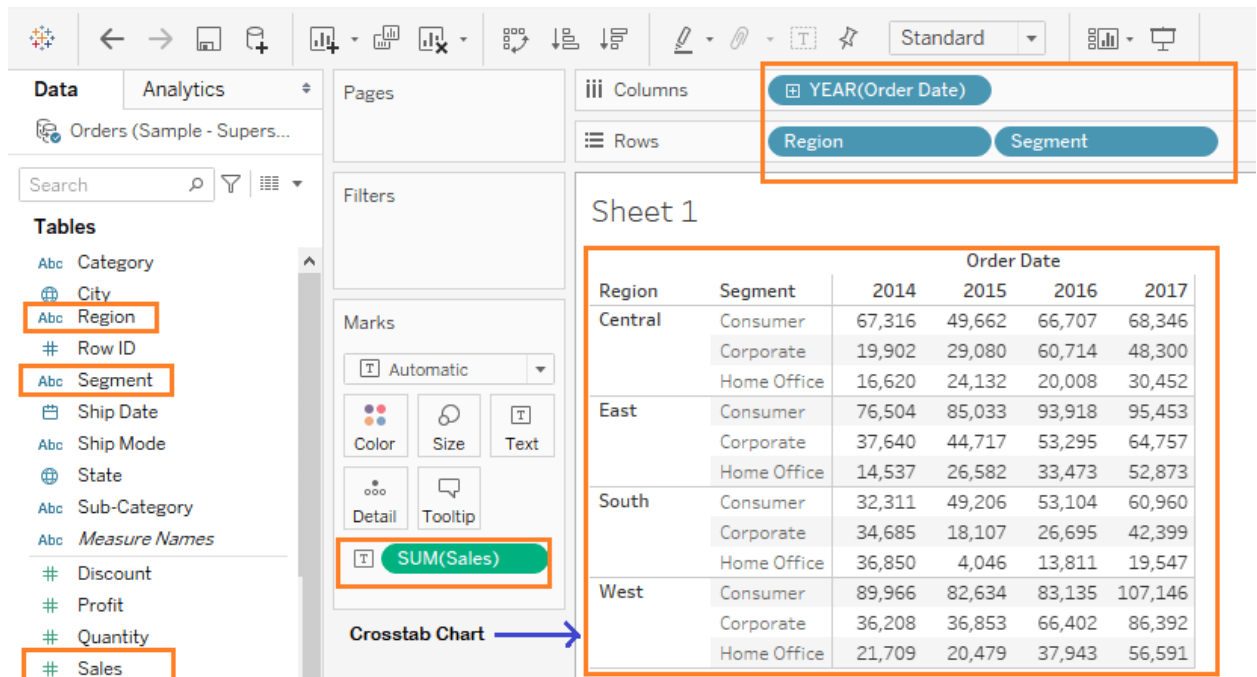 Standard
Data Analytics
Orders (Sample - Supers...
Search
Tables
Abc Category
City
Abc Region
# Row ID
Abc Segment
Ship Date
Abc Ship Mode
State
Abc Sub-Category
Abc Measure Names
# Discount
# Profit
# Quantity
# Sales
Pages
Filters
Marks
T Automatic
Color Size T Text
Detail Tooltip
T SUM(Sales)
Crosstab Chart
Columns YEAR(Order Date)
Rows Region Segment
Sheet 1
Order Date
Region Segment 2014 2015 2016 2017
Central Consumer 67,316 49,662 66,707 68,346
Corporate 19,902 29,080 60,714 48,300
Home Office 16,620 24,132 20,008 30,452
East Consumer 76,504 85,033 93,918 95,453
Corporate 37,640 44,717 53,295 64,757
Home Office 14,537 26,582 33,473 52,873
South Consumer 32,311 49,206 53,104 60,960
Corporate 34,685 18,107 26,695 42,399
Home Office 36,850 4,046 13,811 19,547
West Consumer 89,966 82,634 83,135 107,146
Corporate 36,208 36,853 66,402 86,392
Home Office 21,709 20,479 37,943 56,591